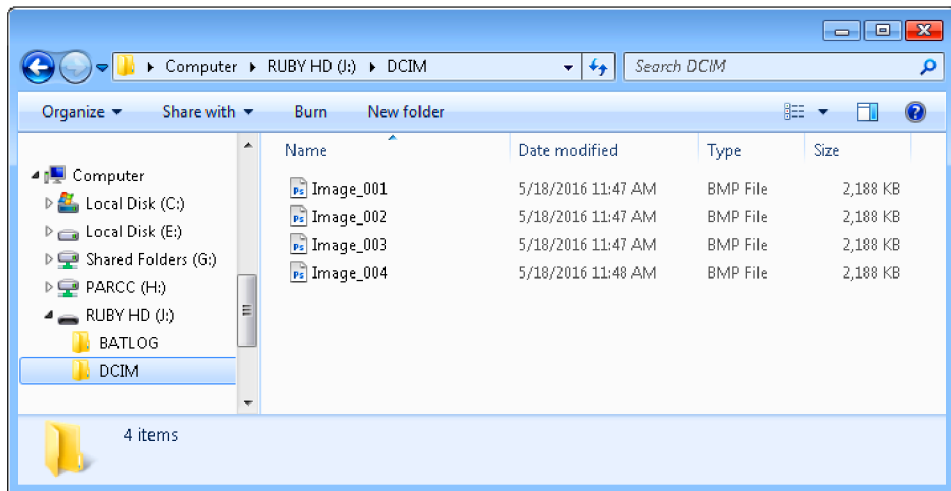 Computer RUBY HD (J:) DCIM Search DCIM
Organize Share with Burn New folder
Name Date modified Type Size
Computer
Local Disk (C:)
Local Disk (E:)
Shared Folders (G:)
PARCC (H:)
RUBY HD (J:)
BATLOG
DCIM
Ps Image_001 5/18/2016 11:47 AM BMP File 2,188 KB
Ps Image_002 5/18/2016 11:47 AM BMP File 2,188 KB
Ps Image_003 5/18/2016 11:47 AM BMP File 2,188 KB
Ps Image_004 5/18/2016 11:48 AM BMP File 2,188 KB
4 items